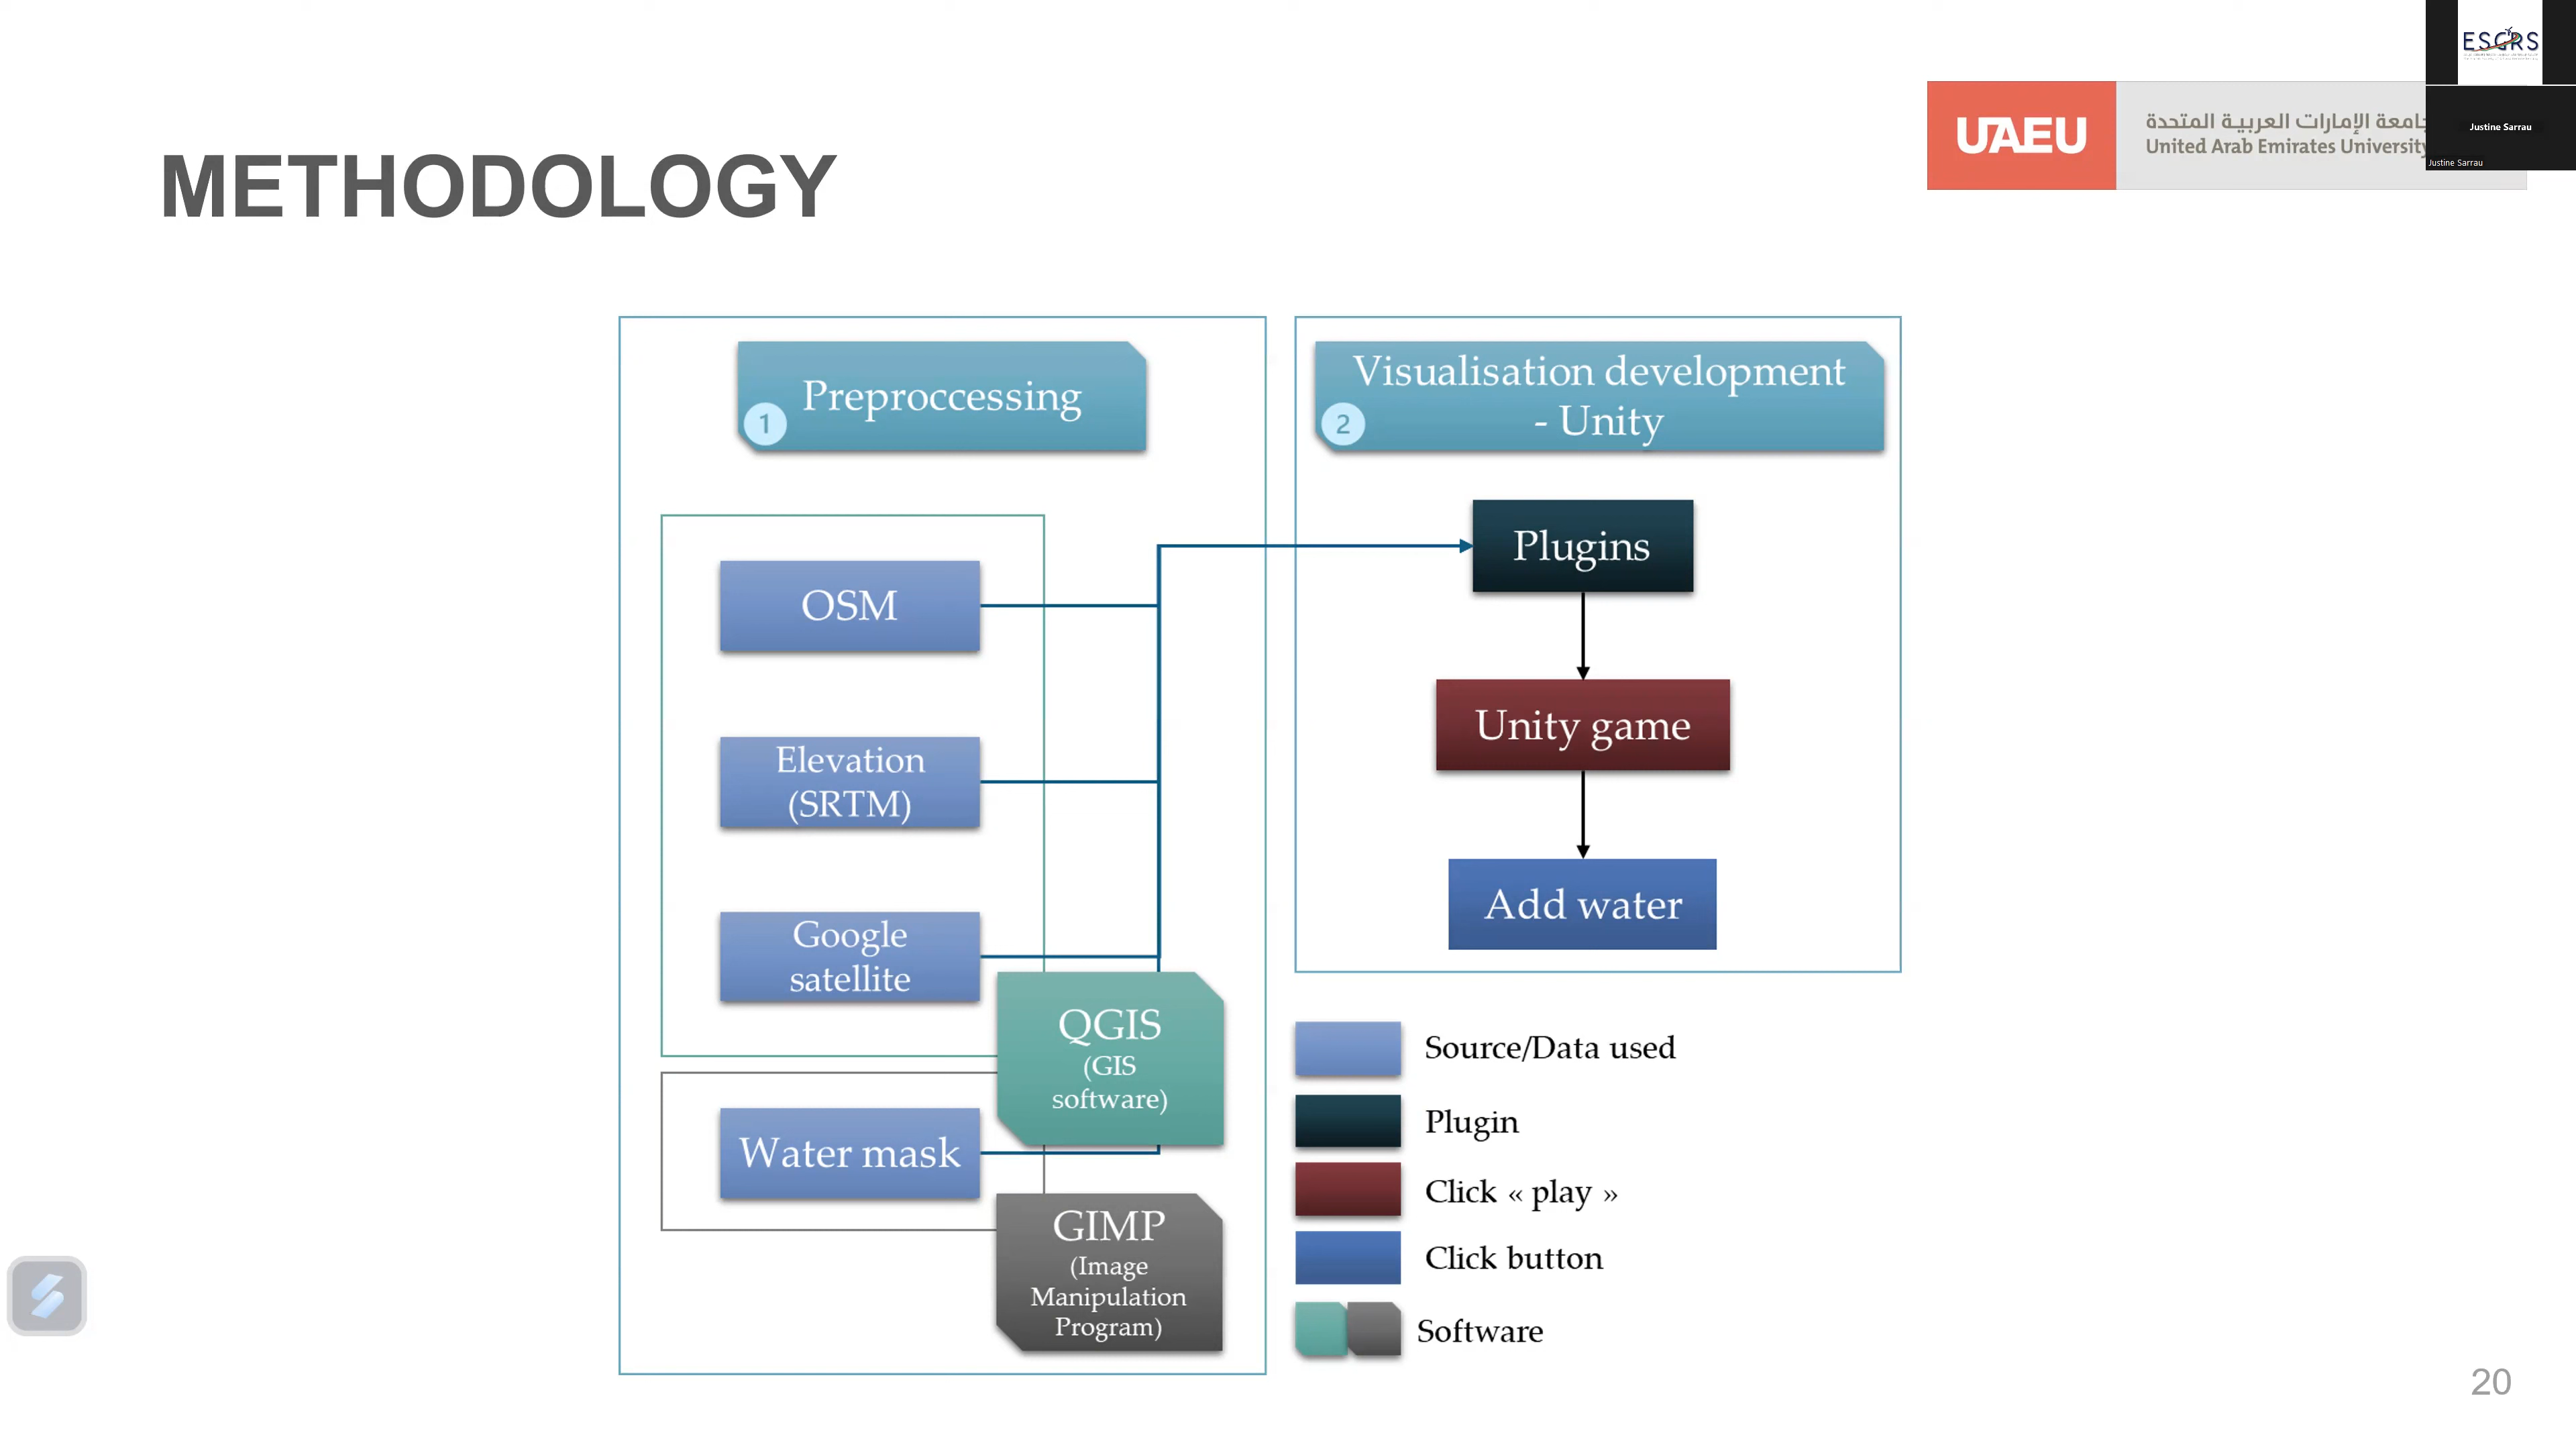 ESGRS
Justine Sarrau
Justine Sarrau
UAEU
جامعة الإمارات العربية المتحدة
United Arab Emirates University
METHODOLOGY
1
Preproccessing
2
Visualisation development
- Unity
OSM
Elevation
(SRTM)
Google
satellite
QGIS
(GIS
software)
Water mask
GIMP
(Image
Manipulation
Program)
Plugins
Unity game
Add water
Source/Data used
Plugin
Click « play »
Click button
Software
20